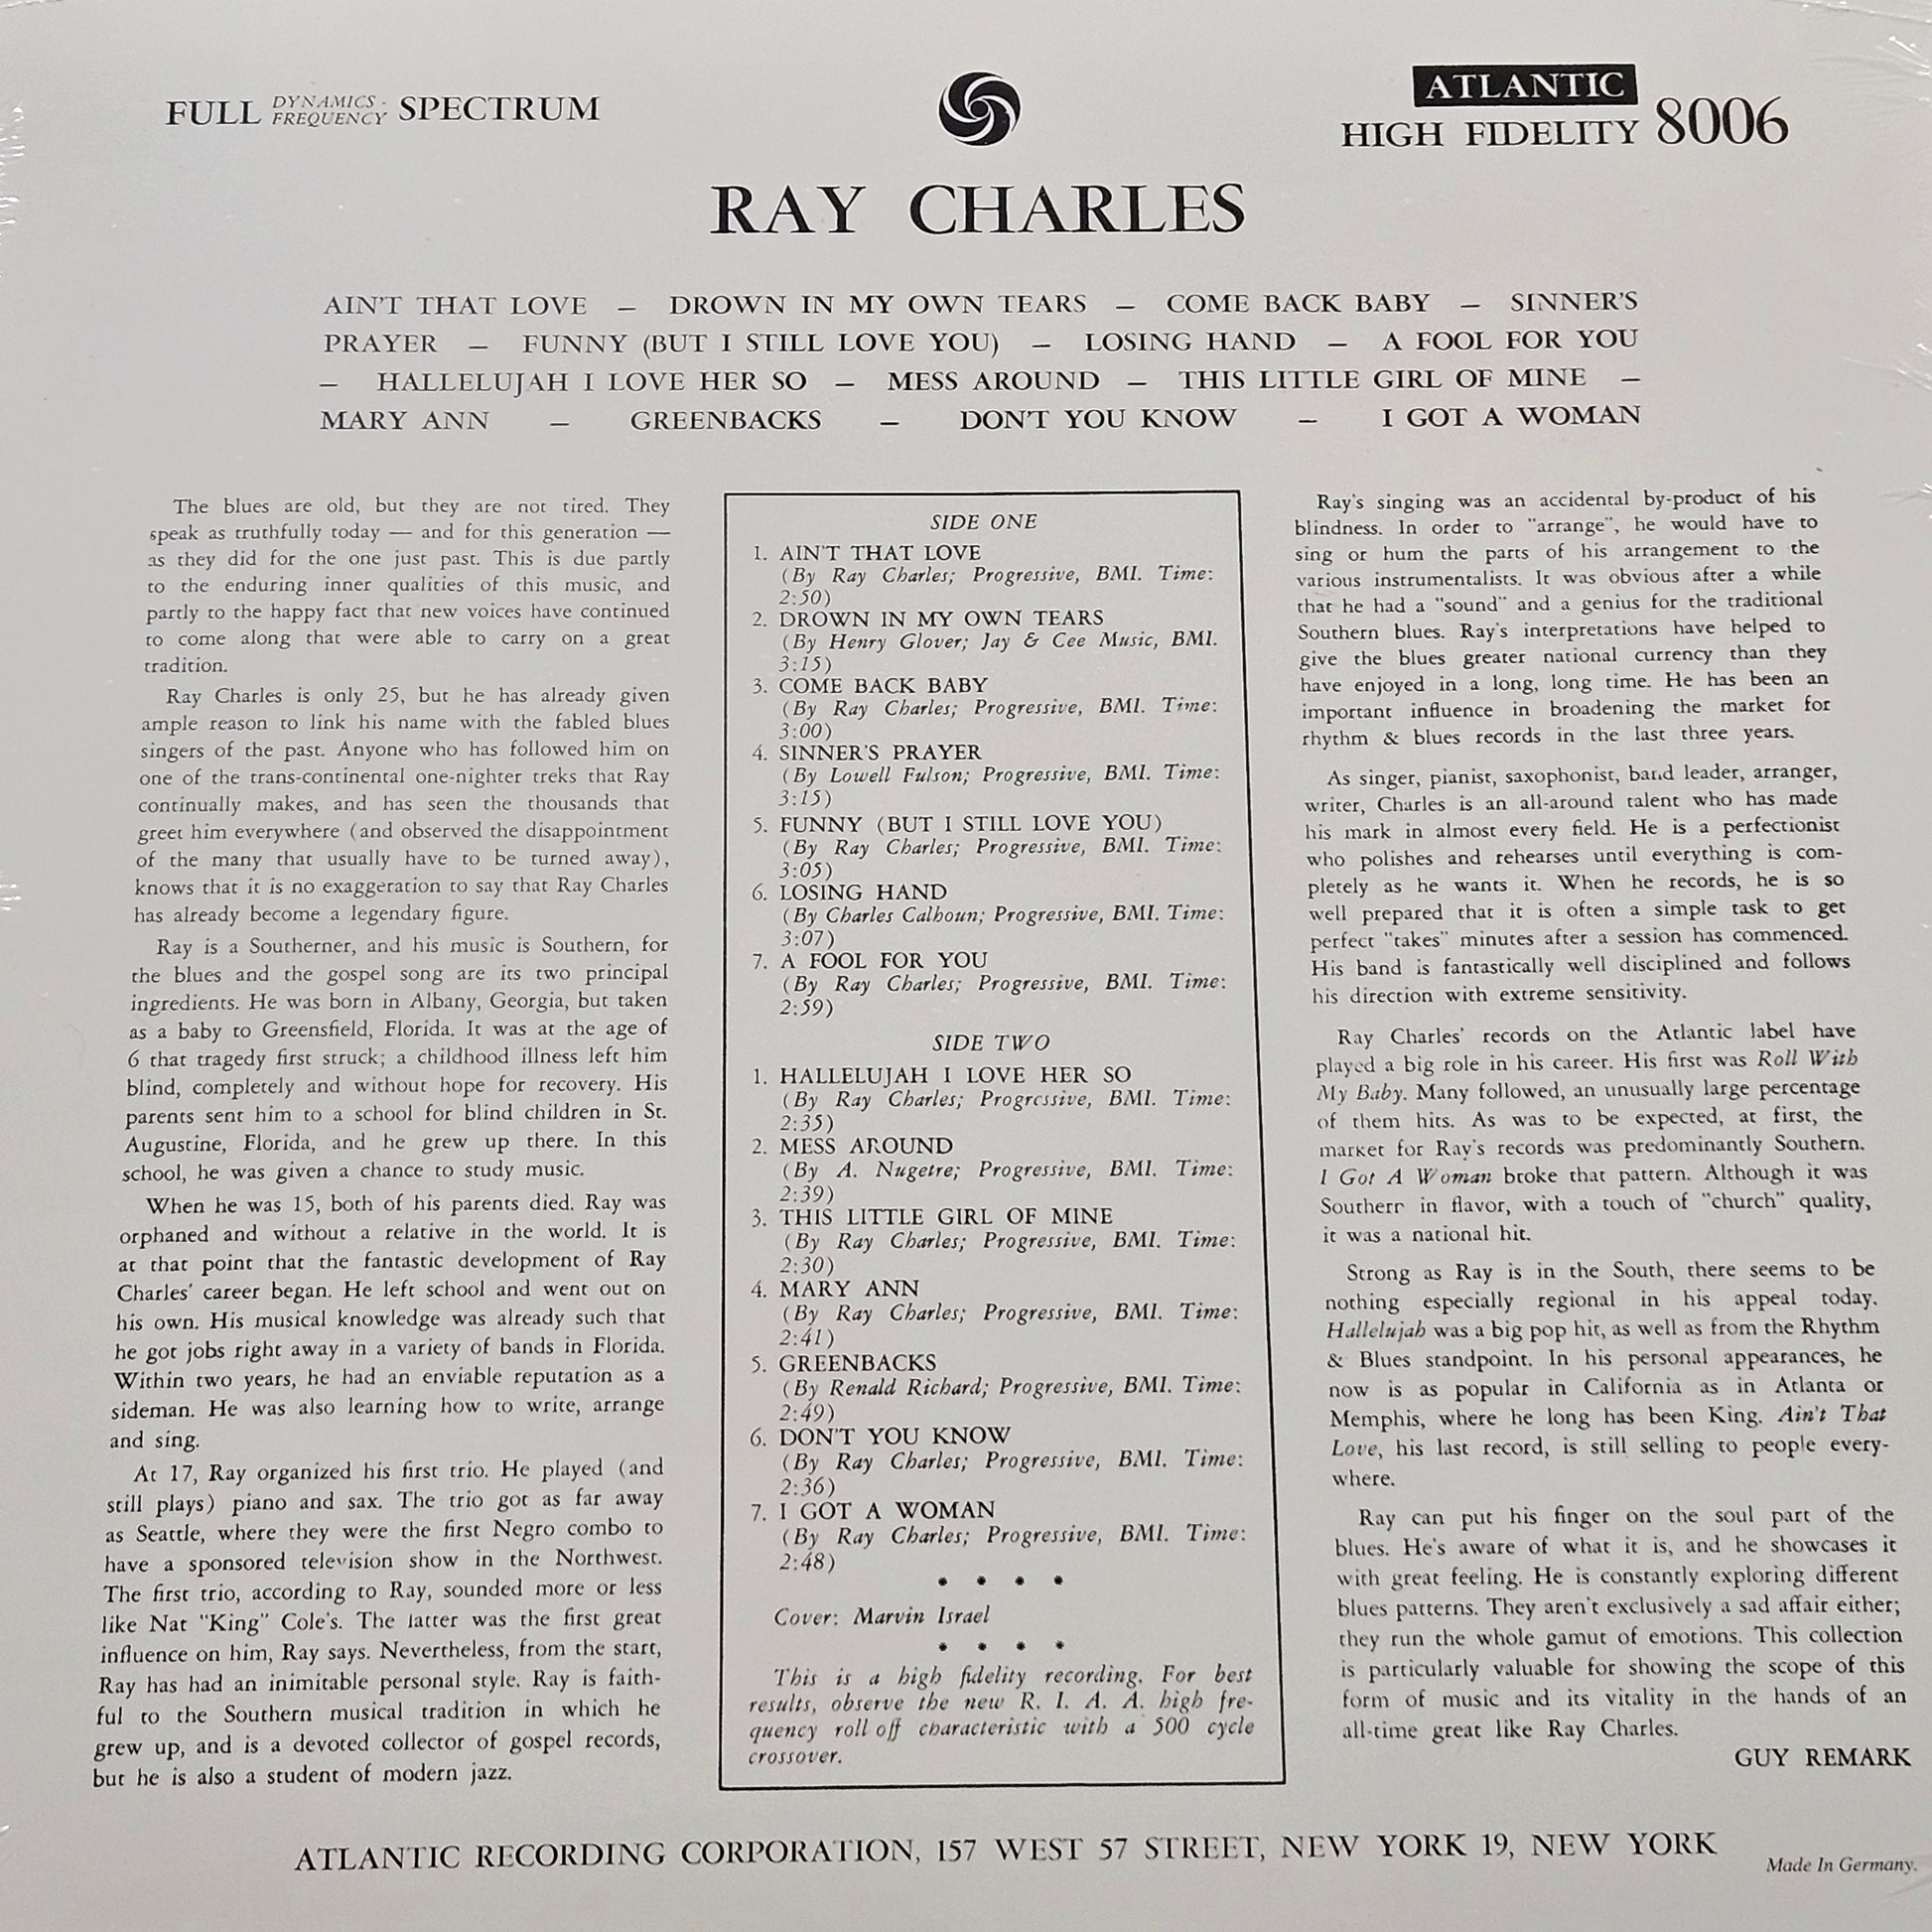 FULL DYNAMICS - FREQUENCY SPECTRUM
ATLANTIC
HIGH FIDELITY 8006
RAY CHARLES
AIN'T THAT LOVE — DROWN IN MY OWN TEARS — COME BACK BABY — SINNER'S
PRAYER — FUNNY (BUT I STILL LOVE YOU) — LOSING HAND — A FOOL FOR YOU
— HALLELUJAH I LOVE HER SO — MESS AROUND — THIS LITTLE GIRL OF MINE —
MARY ANN — GREENBACKS — DON'T YOU KNOW — I GOT A WOMAN
The blues are old, but they are not tired. They
speak as truthfully today — and for this generation —
as they did for the one just past. This is due partly
to the enduring inner qualities of this music, and
partly to the happy fact that new voices have continued
to come along that were able to carry on a great
tradition.
Ray Charles is only 25, but he has already given
ample reason to link his name with the fabled blues
singers of the past. Anyone who has followed him on
one of the trans-continental one-nighter treks that Ray
continually makes, and has seen the thousands that
greet him everywhere (and observed the disappointment
of the many that usually have to be turned away),
knows that it is no exaggeration to say that Ray Charles
has already become a legendary figure.
Ray is a Southerner, and his music is Southern, for
the blues and the gospel song are its two principal
ingredients. He was born in Albany, Georgia, but taken
as a baby to Greensfield, Florida. It was at the age of
6 that tragedy first struck; a childhood illness left him
blind, completely and without hope for recovery. His
parents sent him to a school for blind children in St.
Augustine, Florida, and he grew up there. In this
school, he was given a chance to study music.
When he was 15, both of his parents died. Ray was
orphaned and without a relative in the world. It is
at that point that the fantastic development of Ray
Charles' career began. He left school and went out on
his own. His musical knowledge was already such that
he got jobs right away in a variety of bands in Florida.
Within two years, he had an enviable reputation as a
sideman. He was also learning how to write, arrange
and sing.
At 17, Ray organized his first trio. He played (and
still plays) piano and sax. The trio got as far away
as Seattle, where they were the first Negro combo to
have a sponsored television show in the Northwest.
The first trio, according to Ray, sounded more or less
like Nat "King" Cole's. The latter was the first great
influence on him, Ray says. Nevertheless, from the start,
Ray has had an inimitable personal style. Ray is faith-
ful to the Southern musical tradition in which he
grew up, and is a devoted collector of gospel records,
but he is also a student of modern jazz.
SIDE ONE
1. AIN'T THAT LOVE
(By Ray Charles; Progressive, BMI. Time:
2:50)
2. DROWN IN MY OWN TEARS
(By Henry Glover; Jay & Cee Music, BMI.
3:15)
3. COME BACK BABY
(By Ray Charles; Progressive, BMI. Time:
3:00)
4. SINNER'S PRAYER
(By Lowell Fulson; Progressive, BMI. Time:
3:15)
5. FUNNY (BUT I STILL LOVE YOU)
(By Ray Charles; Progressive, BMI. Time:
3:05)
6. LOSING HAND
(By Charles Calhoun; Progressive, BMI. Time:
3:07)
7. A FOOL FOR YOU
(By Ray Charles; Progressive, BMI. Time:
2:59)
SIDE TWO
1. HALLELUJAH I LOVE HER SO
(By Ray Charles; Progressive, BMI. Time:
2:35)
2. MESS AROUND
(By A. Nugetre; Progressive, BMI. Time:
2:39)
3. THIS LITTLE GIRL OF MINE
(By Ray Charles; Progressive, BMI. Time:
2:30)
4. MARY ANN
(By Ray Charles; Progressive, BMI. Time:
2:41)
5. GREENBACKS
(By Renald Richard; Progressive, BMI. Time:
2:49)
6. DON'T YOU KNOW
(By Ray Charles; Progressive, BMI. Time:
2:36)
7. I GOT A WOMAN
(By Ray Charles; Progressive, BMI. Time:
2:48)
• • • •
Cover: Marvin Israel
• • • •
This is a high fidelity recording. For best
results, observe the new R. I. A. A. high fre-
quency roll off characteristic with a 500 cycle
crossover.
Ray's singing was an accidental by-product of his
blindness. In order to "arrange", he would have to
sing or hum the parts of his arrangement to the
various instrumentalists. It was obvious after a while
that he had a "sound" and a genius for the traditional
Southern blues. Ray's interpretations have helped to
give the blues greater national currency than they
have enjoyed in a long, long time. He has been an
important influence in broadening the market for
rhythm & blues records in the last three years.
As singer, pianist, saxophonist, band leader, arranger,
writer, Charles is an all-around talent who has made
his mark in almost every field. He is a perfectionist
who polishes and rehearses until everything is com-
pletely as he wants it. When he records, he is so
well prepared that it is often a simple task to get
perfect "takes" minutes after a session has commenced.
His band is fantastically well disciplined and follows
his direction with extreme sensitivity.
Ray Charles' records on the Atlantic label have
played a big role in his career. His first was Roll With
My Baby. Many followed, an unusually large percentage
of them hits. As was to be expected, at first, the
market for Ray's records was predominantly Southern.
I Got A Woman broke that pattern. Although it was
Southern in flavor, with a touch of "church" quality,
it was a national hit.
Strong as Ray is in the South, there seems to be
nothing especially regional in his appeal today.
Hallelujah was a big pop hit, as well as from the Rhythm
& Blues standpoint. In his personal appearances, he
now is as popular in California as in Atlanta or
Memphis, where he long has been King. Ain't That
Love, his last record, is still selling to people every-
where.
Ray can put his finger on the soul part of the
blues. He's aware of what it is, and he showcases it
with great feeling. He is constantly exploring different
blues patterns. They aren't exclusively a sad affair either;
they run the whole gamut of emotions. This collection
is particularly valuable for showing the scope of this
form of music and its vitality in the hands of an
all-time great like Ray Charles.
GUY REMARK
ATLANTIC RECORDING CORPORATION, 157 WEST 57 STREET, NEW YORK 19, NEW YORK
Made In Germany.